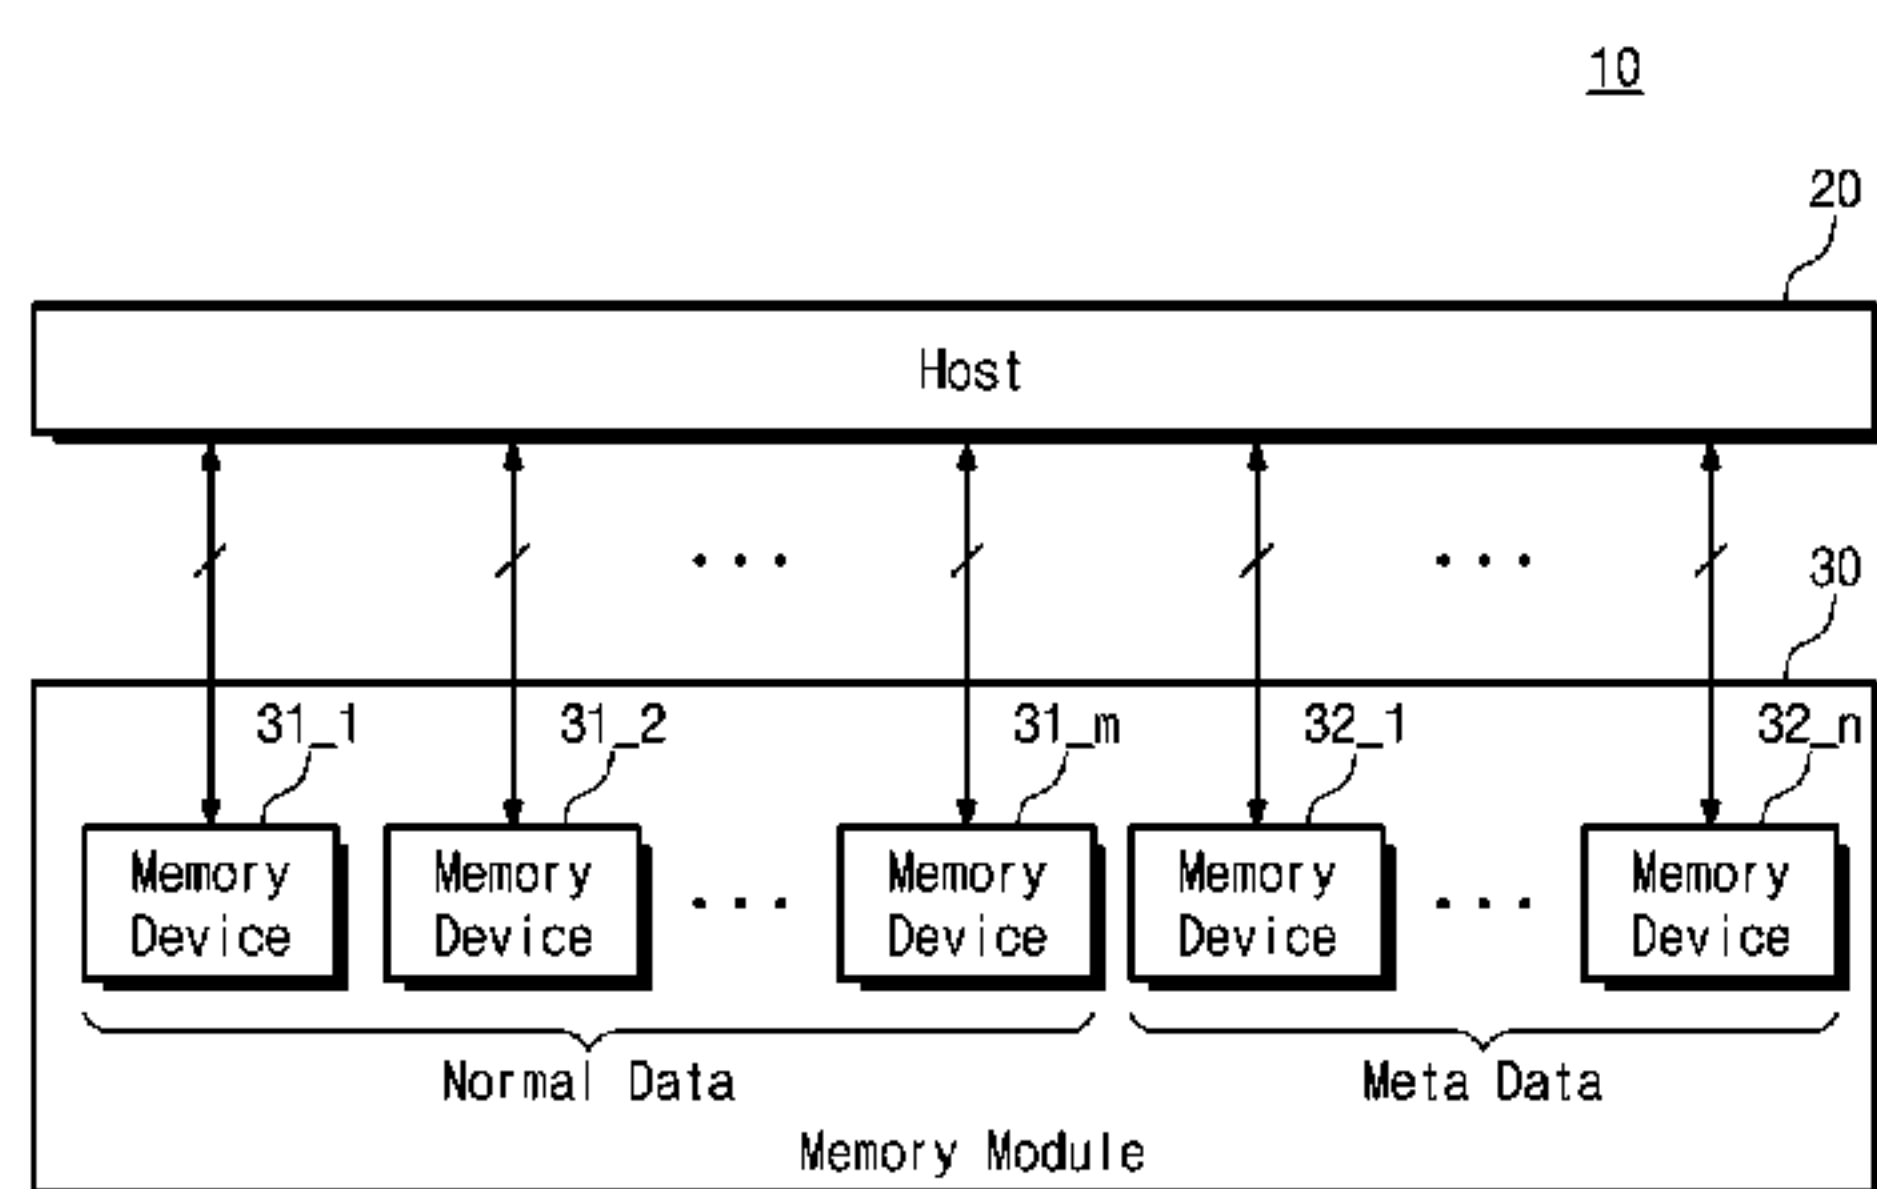 10
20
Host
30
31_1
31_2
31_m
32_1
32_n
Memory
Device
Memory
Device
Memory
Device
Memory
Device
Memory
Device
Normal Data
Meta Data
Memory Module